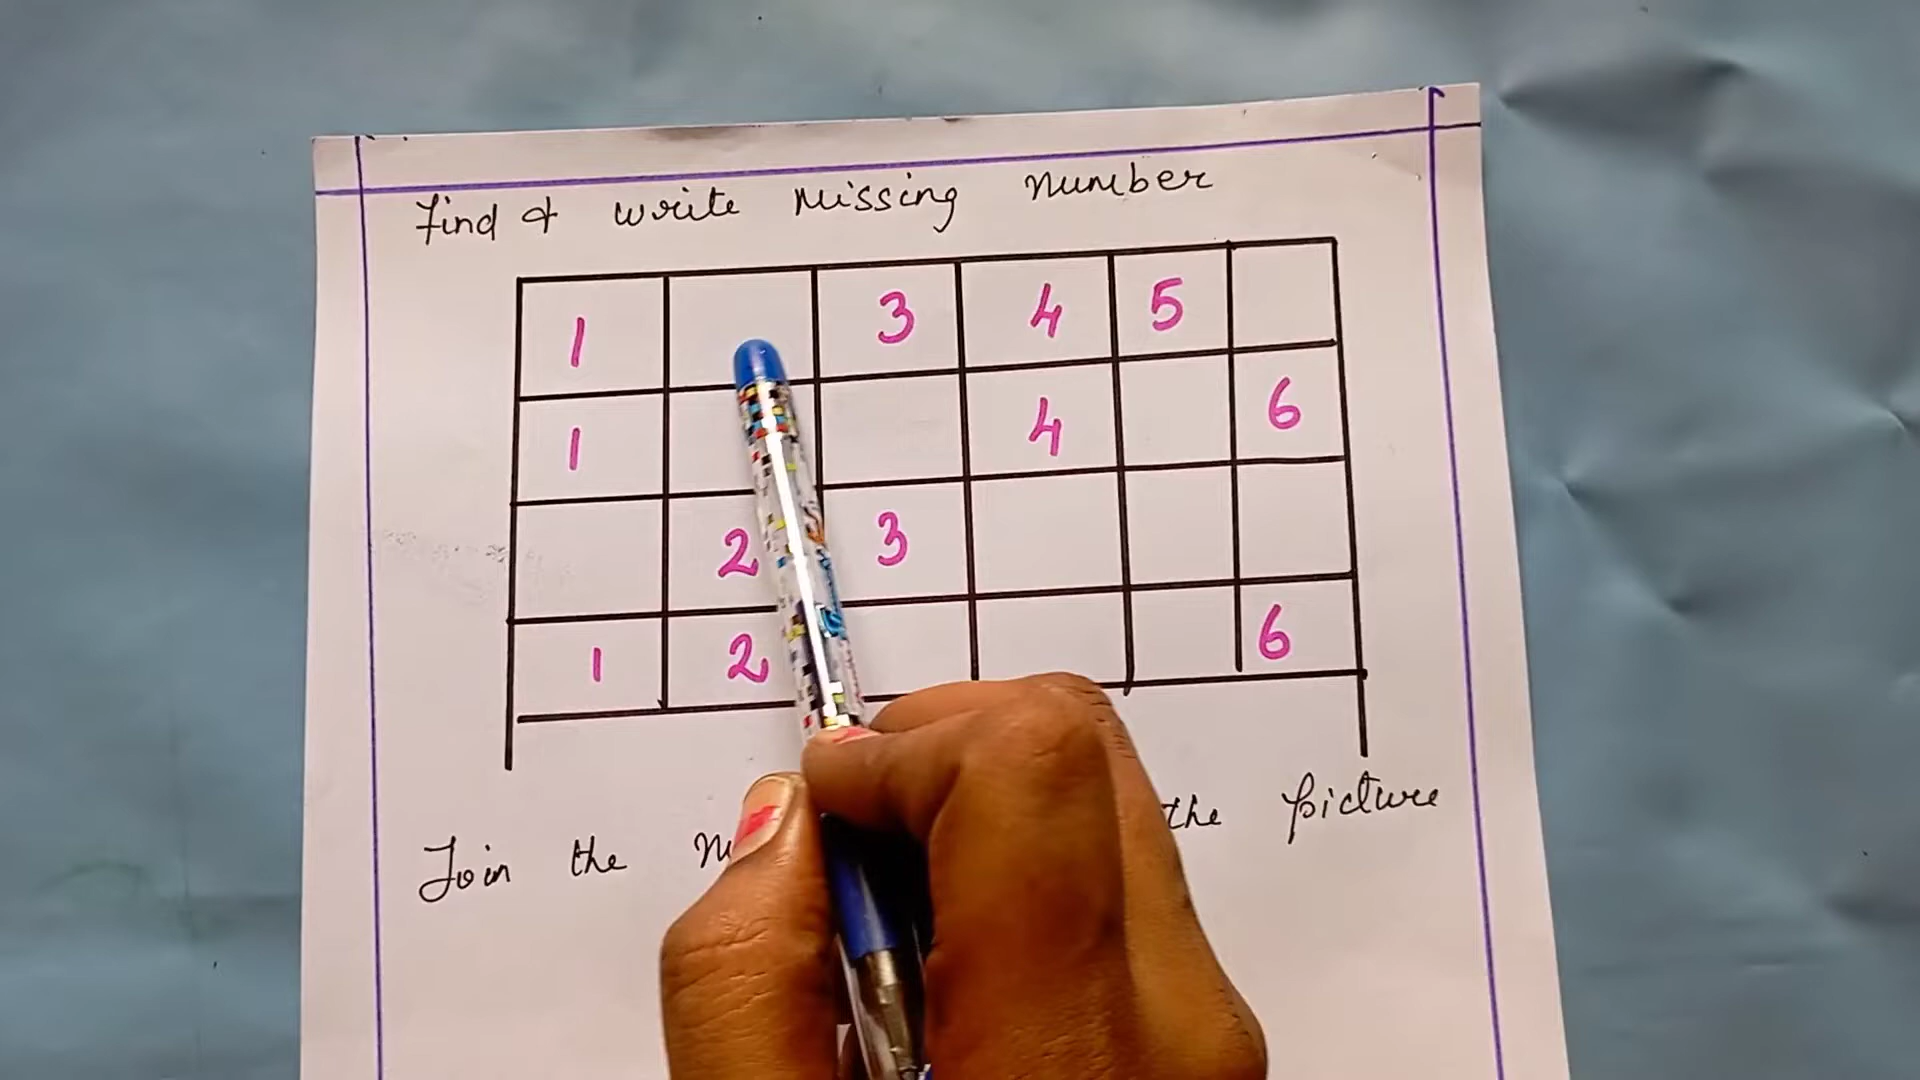 Find & write Missing Number
1 3 4 5
1 4 6
2 3
1 2 6
Join the the picture